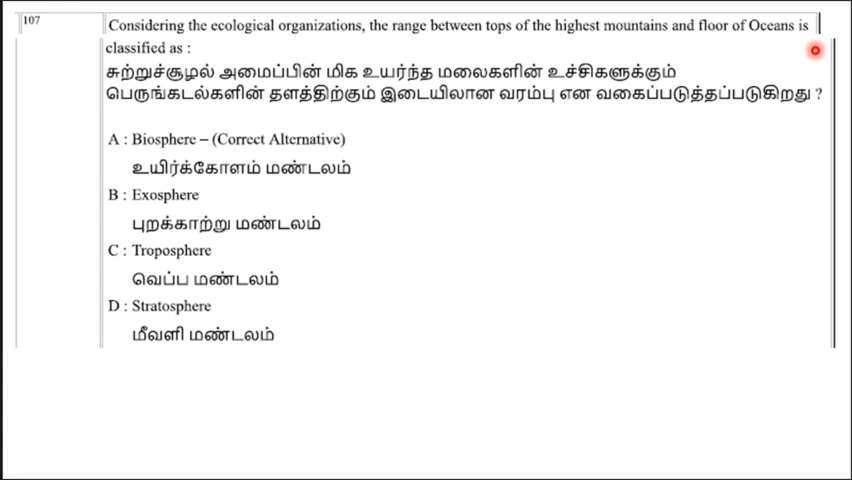 107
Considering the ecological organizations, the range between tops of the highest mountains and floor of Oceans is
classified as :
சுற்றுச்சூழல் அமைப்பின் மிக உயர்ந்த மலைகளின் உச்சிகளுக்கும்
பெருங்கடல்களின் தளத்திற்கும் இடையிலான வரம்பு என வகைப்படுத்தப்படுகிறது ?
A : Biosphere – (Correct Alternative)
உயிர்க்கோளம் மண்டலம்
B : Exosphere
புறக்காற்று மண்டலம்
C : Troposphere
வெப்ப மண்டலம்
D : Stratosphere
மீவளி மண்டலம்